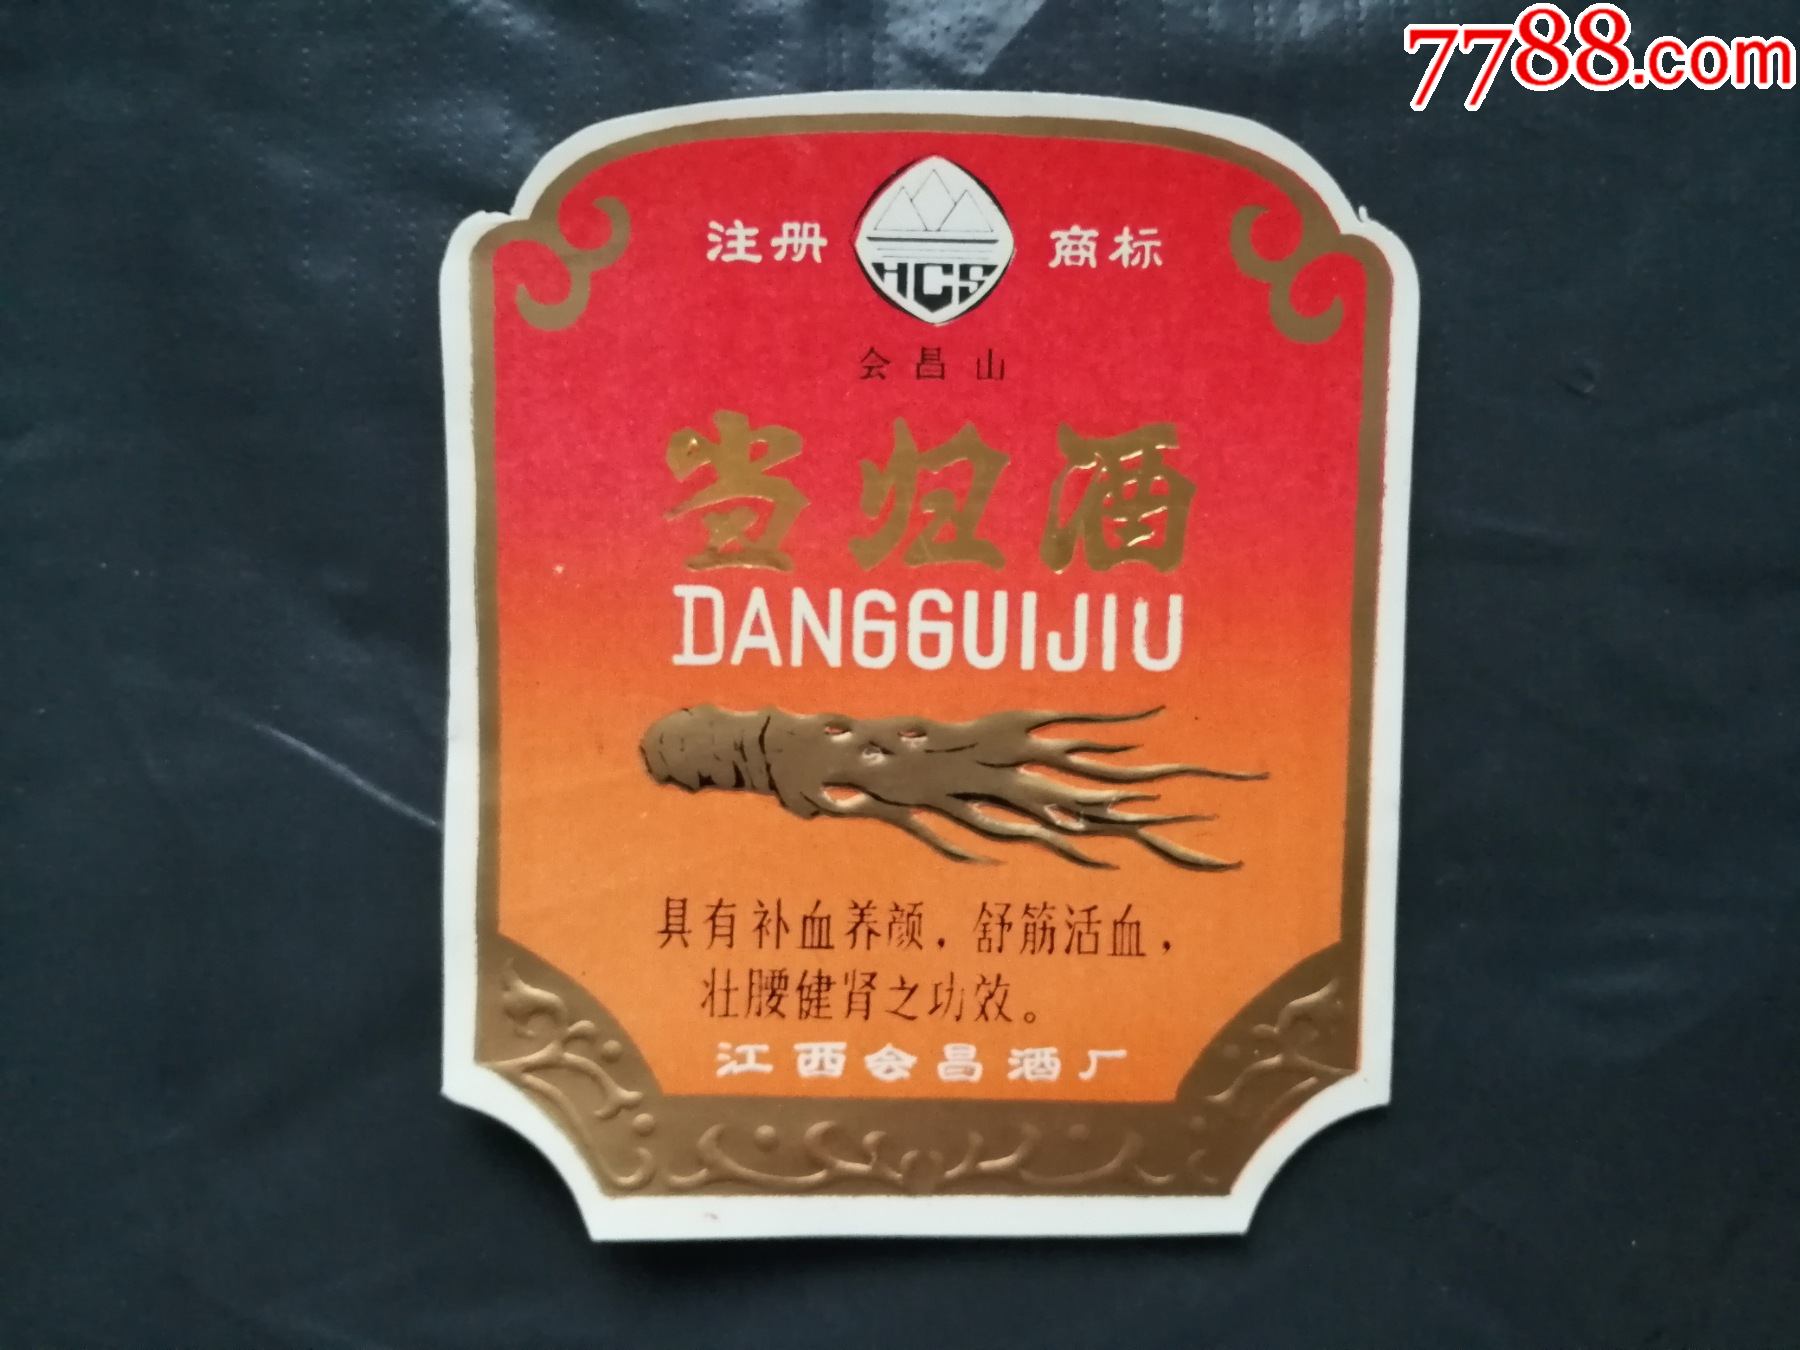 7788.com
注册 HCS 商标
会昌山
当归酒
DANGGUIJIU
具有补血养颜，舒筋活血，
壮腰健肾之功效。
江西会昌酒厂